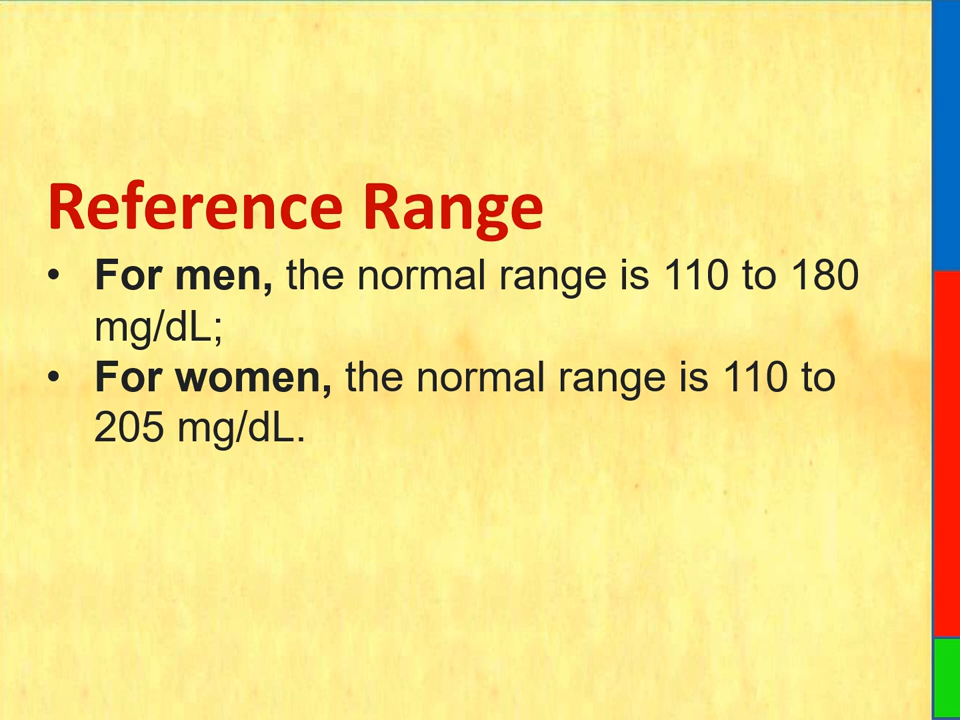 Reference Range
• For men, the normal range is 110 to 180
mg/dL;
• For women, the normal range is 110 to
205 mg/dL.